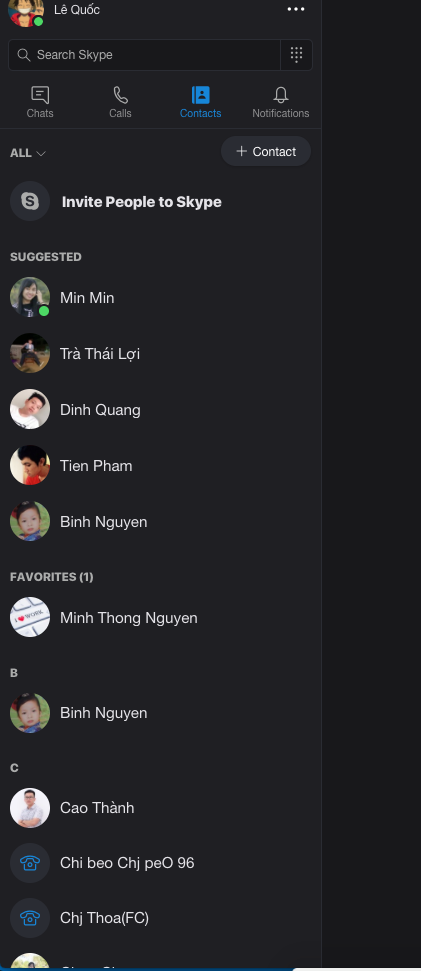 Lê Quốc
Search Skype
Chats
Calls
Contacts
Notifications
ALL
+ Contact
Invite People to Skype
SUGGESTED
Min Min
Trà Thái Lợi
Dinh Quang
Tien Pham
Binh Nguyen
FAVORITES (1)
I ❤ WORK
Minh Thong Nguyen
B
Binh Nguyen
C
Cao Thành
Chi beo Chj peO 96
Chj Thoa(FC)